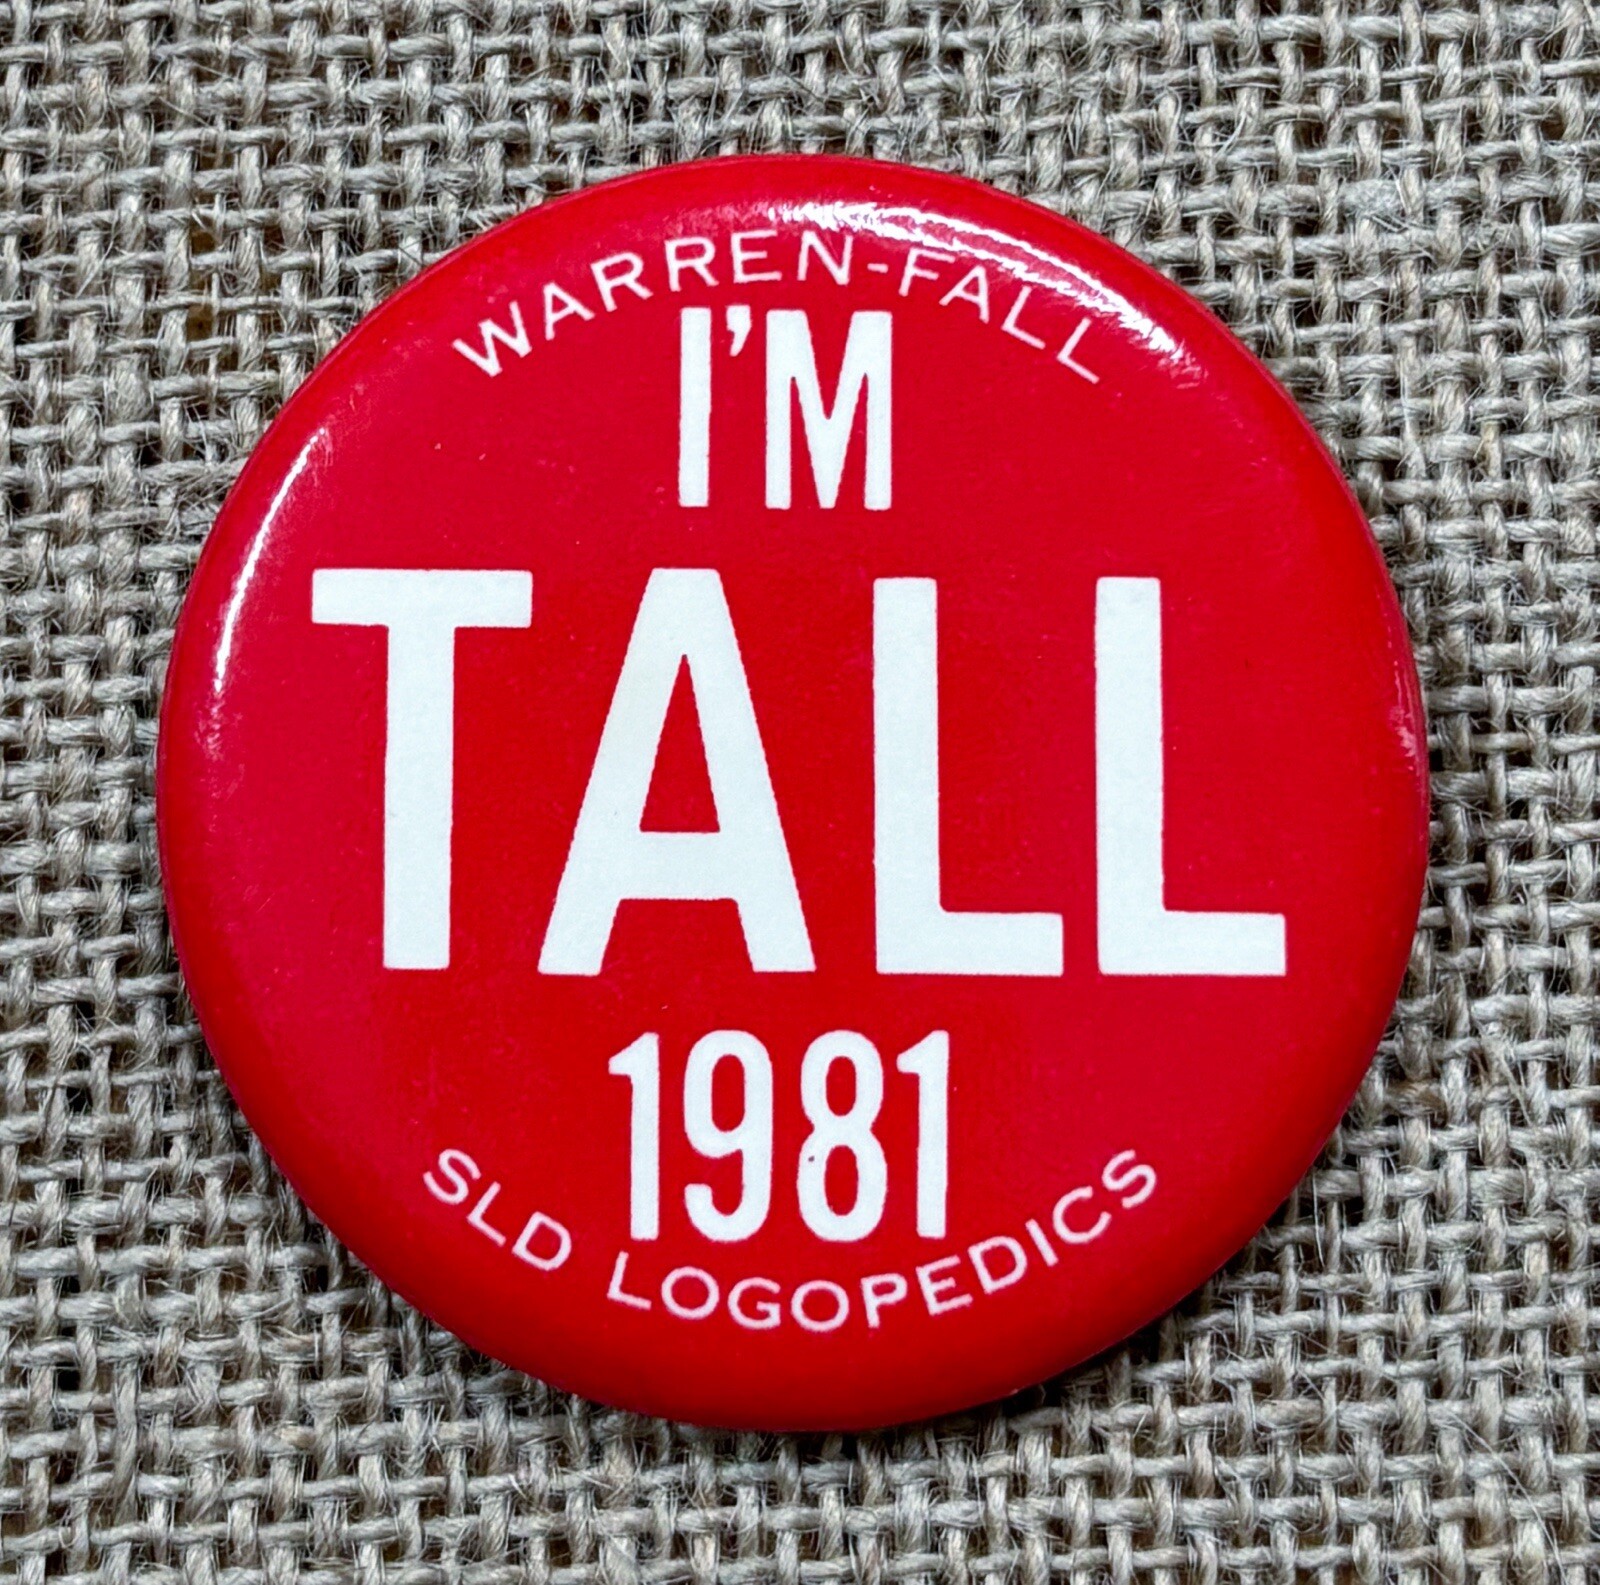 WARREN-FALL
I'M
TALL
1981
SLD LOGOPEDICS